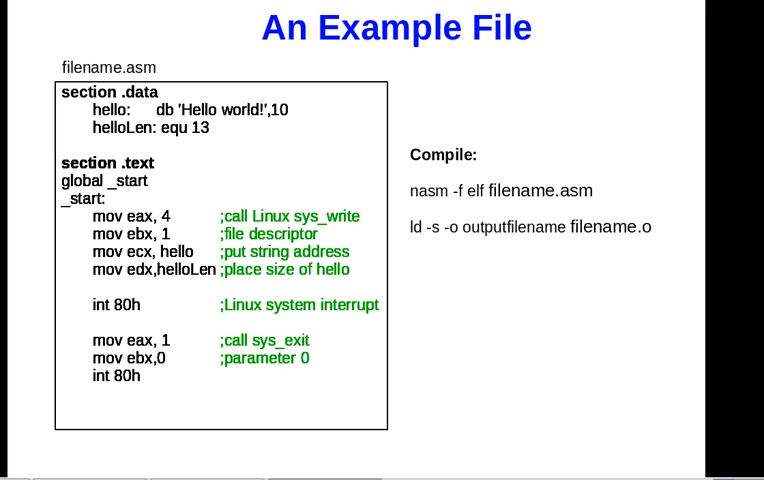 An Example File
filename.asm
section .data
hello: db 'Hello world!',10
helloLen: equ 13
section .text
global _start
_start:
mov eax, 4 ;call Linux sys_write
mov ebx, 1 ;file descriptor
mov ecx, hello ;put string address
mov edx,helloLen ;place size of hello
int 80h ;Linux system interrupt
mov eax, 1 ;call sys_exit
mov ebx,0 ;parameter 0
int 80h
Compile:
nasm -f elf filename.asm
ld -s -o outputfilename filename.o